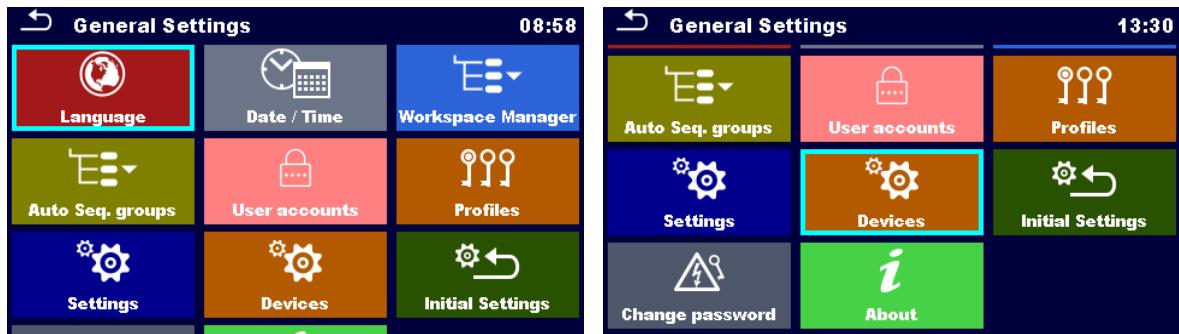 General Settings 08:58
Language Date / Time Workspace Manager
Auto Seq. groups User accounts Profiles
Settings Devices Initial Settings
General Settings 13:30
Auto Seq. groups User accounts Profiles
Settings Devices Initial Settings
Change password About